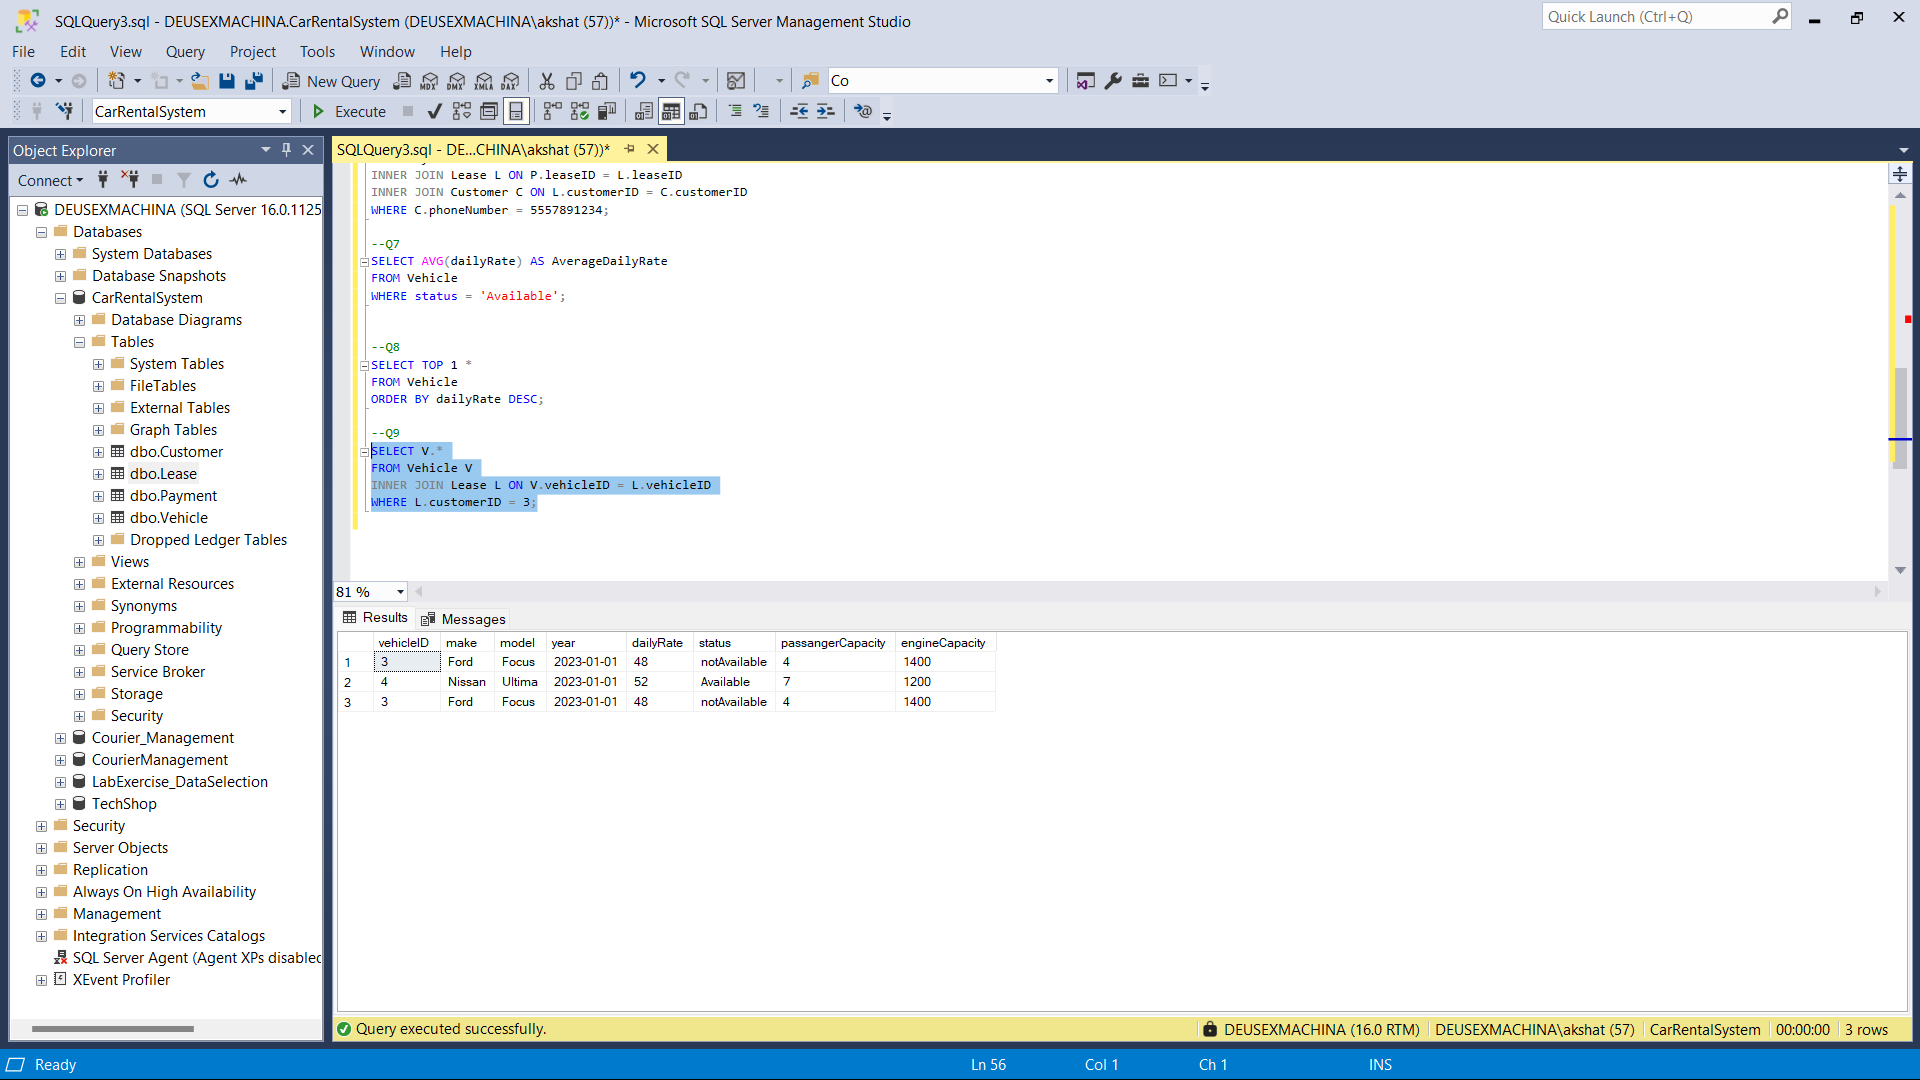 SQLQuery3.sql - DEUSEXMACHINA.CarRentalSystem (DEUSEXMACHINA\akshat (57))* - Microsoft SQL Server Management Studio
Quick Launch (Ctrl+Q)
File Edit View Query Project Tools Window Help
New Query
MDX DMX XMLA DAX
Co
CarRentalSystem
Execute
Object Explorer
Connect
DEUSEXMACHINA (SQL Server 16.0.1125
Databases
System Databases
Database Snapshots
CarRentalSystem
Database Diagrams
Tables
System Tables
FileTables
External Tables
Graph Tables
dbo.Customer
dbo.Lease
dbo.Payment
dbo.Vehicle
Dropped Ledger Tables
Views
External Resources
Synonyms
Programmability
Query Store
Service Broker
Storage
Security
Courier_Management
CourierManagement
LabExercise_DataSelection
TechShop
Security
Server Objects
Replication
Always On High Availability
Management
Integration Services Catalogs
SQL Server Agent (Agent XPs disabled
XEvent Profiler
SQLQuery3.sql - DE...CHINA\akshat (57))*
INNER JOIN Lease L ON P.leaseID = L.leaseID
INNER JOIN Customer C ON L.customerID = C.customerID
WHERE C.phoneNumber = 5557891234;
--Q7
SELECT AVG(dailyRate) AS AverageDailyRate
FROM Vehicle
WHERE status = 'Available';
--Q8
SELECT TOP 1 *
FROM Vehicle
ORDER BY dailyRate DESC;
--Q9
SELECT V.*
FROM Vehicle V
INNER JOIN Lease L ON V.vehicleID = L.vehicleID
WHERE L.customerID = 3;
81 %
Results Messages
vehicleID make model year dailyRate status passangerCapacity engineCapacity
1 3 Ford Focus 2023-01-01 48 notAvailable 4 1400
2 4 Nissan Ultima 2023-01-01 52 Available 7 1200
3 3 Ford Focus 2023-01-01 48 notAvailable 4 1400
Query executed successfully.
DEUSEXMACHINA (16.0 RTM) DEUSEXMACHINA\akshat (57) CarRentalSystem 00:00:00 3 rows
Ready Ln 56 Col 1 Ch 1 INS